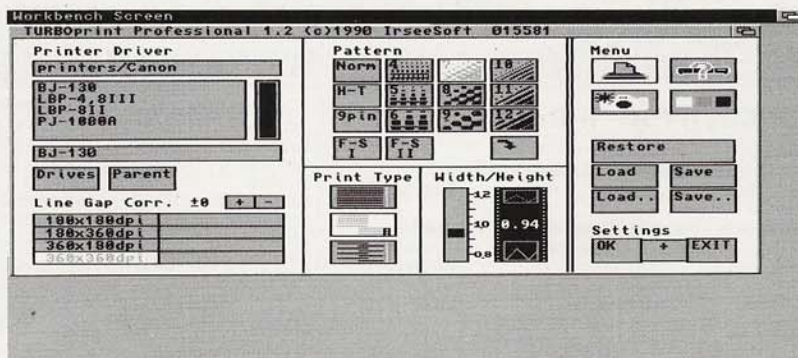 Workbench Screen
TURBOprint Professional 1.2 (c)1990 IrseeSoft 015581
Printer Driver
printers/Canon
BJ-130
LBP-4,8III
LBP-8II
PJ-1080A
BJ-130
Drives Parent
Line Gap Corr. ±0 + -
180x180dpi
180x360dpi
360x180dpi
360x360dpi
Pattern
Norm 4 10
H-T 5 8 11
9pin 6 9 12
F-S I F-S II
Print Type
Width/Height
1,2
1,0 0.94
0,8
Menu
?
Restore
Load Save
Load.. Save..
Settings
OK + EXIT